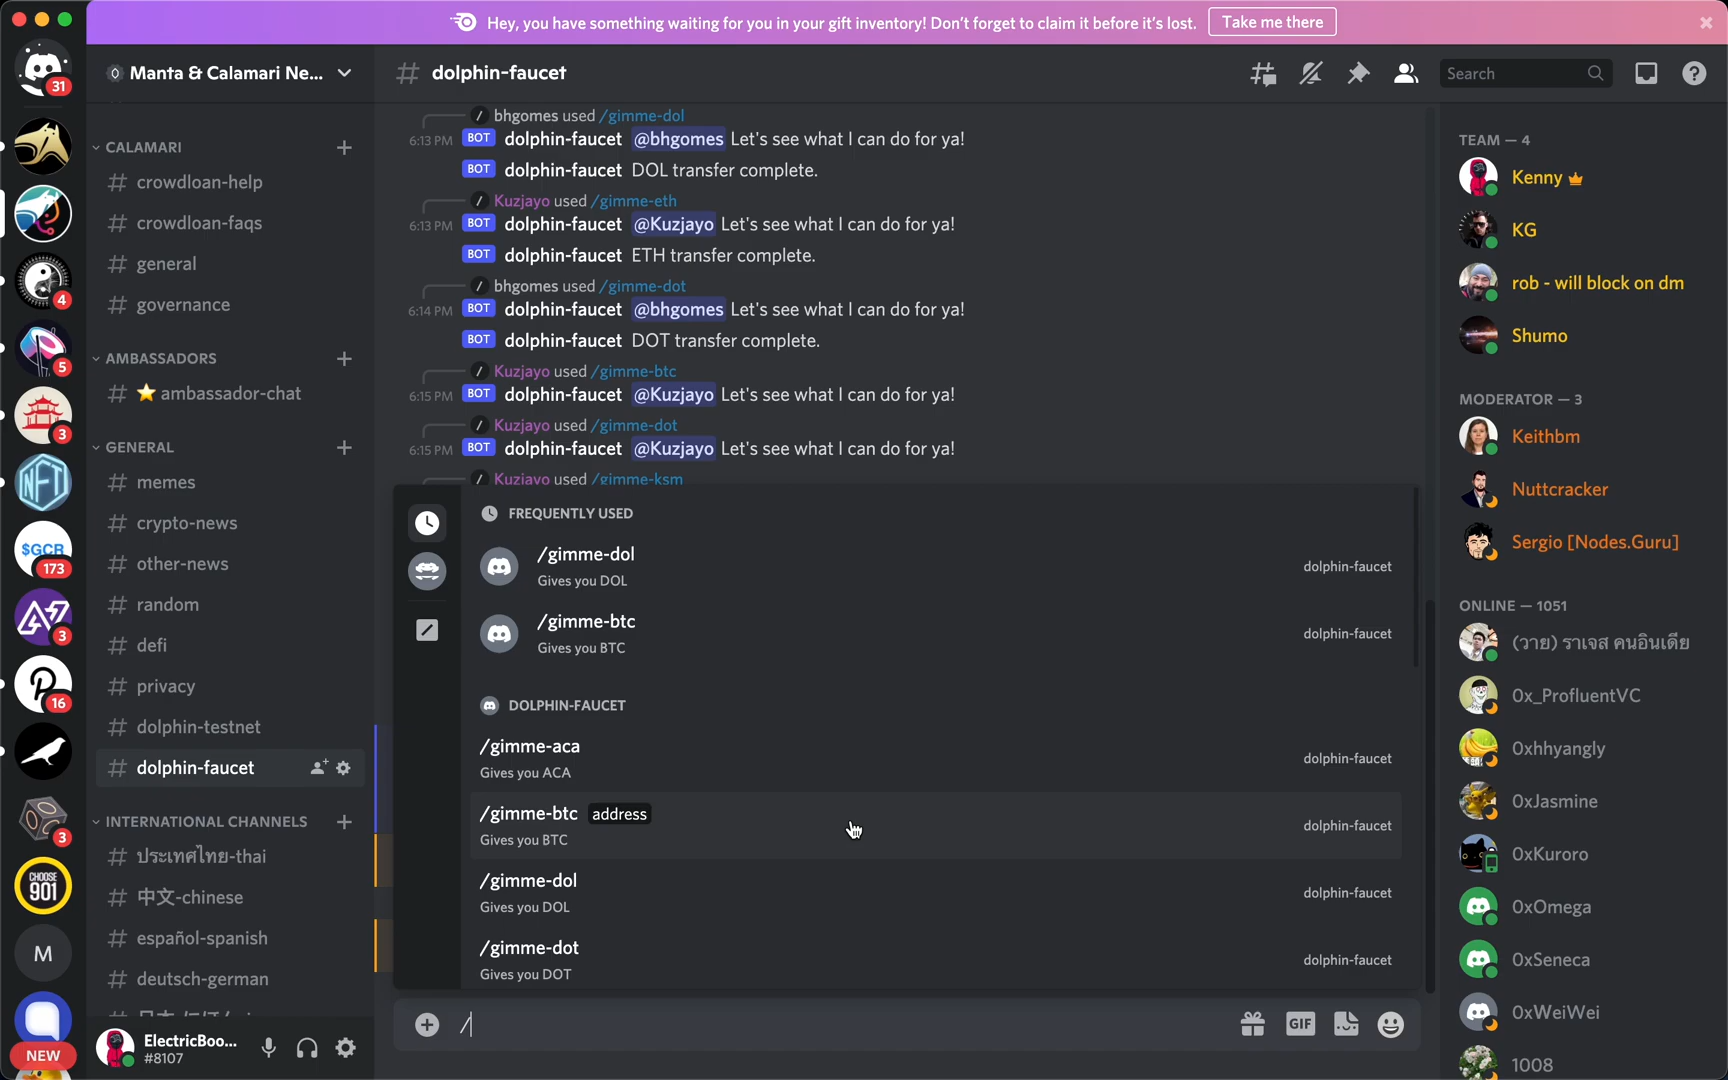 Hey, you have something waiting for you in your gift inventory! Don't forget to claim it before it's lost. Take me there
31
Manta & Calamari Ne...
dolphin-faucet
Search
CALAMARI
crowdloan-help
crowdloan-faqs
general
governance
AMBASSADORS
⭐ ambassador-chat
GENERAL
memes
crypto-news
other-news
random
defi
privacy
dolphin-testnet
dolphin-faucet
INTERNATIONAL CHANNELS
ประเทศไทย-thai
中文-chinese
español-spanish
deutsch-german
ElectricBoo...
#8107
4
5
3
NFT
$GCR
173
3
16
3
CHOOSE
901
M
NEW
bhgomes used /gimme-dol
6:13 PM BOT dolphin-faucet @bhgomes Let's see what I can do for ya!
BOT dolphin-faucet DOL transfer complete.
Kuzjayo used /gimme-eth
6:13 PM BOT dolphin-faucet @Kuzjayo Let's see what I can do for ya!
BOT dolphin-faucet ETH transfer complete.
bhgomes used /gimme-dot
6:14 PM BOT dolphin-faucet @bhgomes Let's see what I can do for ya!
BOT dolphin-faucet DOT transfer complete.
Kuzjayo used /gimme-btc
6:15 PM BOT dolphin-faucet @Kuzjayo Let's see what I can do for ya!
Kuzjayo used /gimme-dot
6:15 PM BOT dolphin-faucet @Kuzjayo Let's see what I can do for ya!
Kuzjayo used /gimme-ksm
FREQUENTLY USED
/gimme-dol
Gives you DOL
dolphin-faucet
/gimme-btc
Gives you BTC
dolphin-faucet
DOLPHIN-FAUCET
/gimme-aca
Gives you ACA
dolphin-faucet
/gimme-btc address
Gives you BTC
dolphin-faucet
/gimme-dol
Gives you DOL
dolphin-faucet
/gimme-dot
Gives you DOT
dolphin-faucet
/
GIF
TEAM — 4
Kenny
KG
rob - will block on dm
Shumo
MODERATOR — 3
Keithbm
Nuttcracker
Sergio [Nodes.Guru]
ONLINE — 1051
(วาย) ราเจส คนอินเดีย
0x_ProfluentVC
0xhhyangly
0xJasmine
0xKuroro
0xOmega
0xSeneca
0xWeiWei
1008